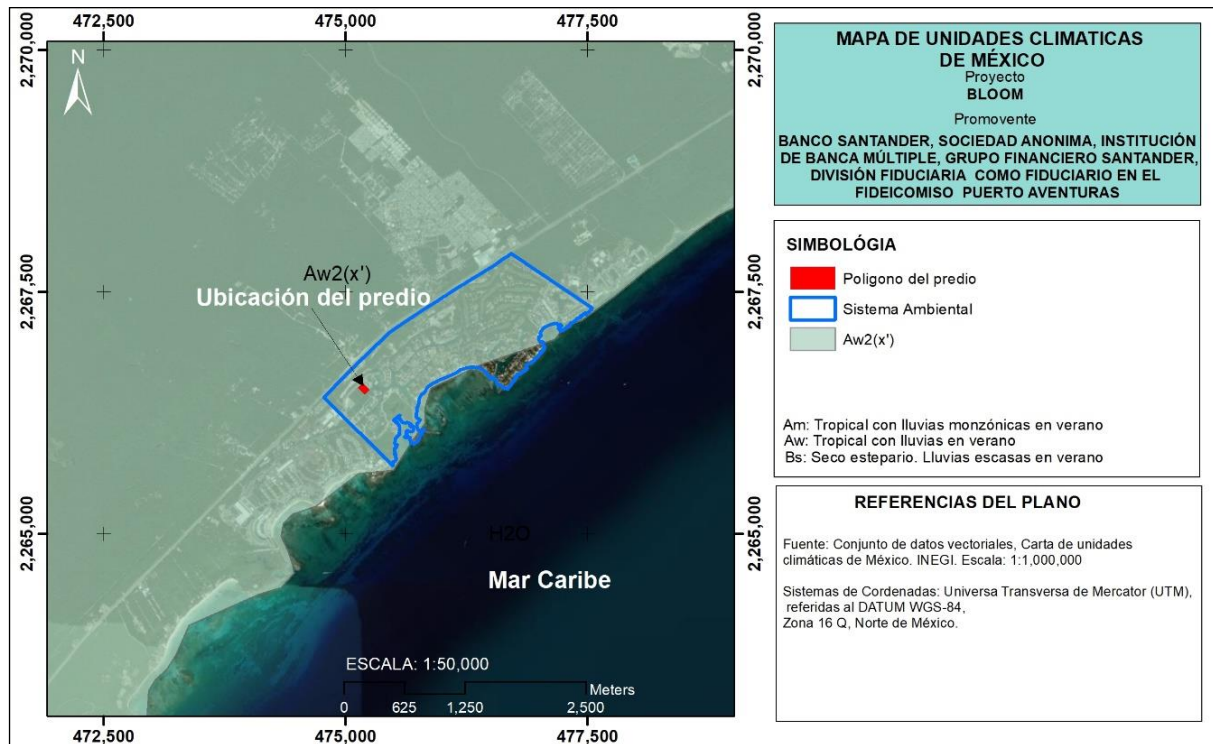 472,500
475,000
477,500
2,270,000
2,270,000
N
Aw2(x')
Ubicación del predio
2,267,500
2,267,500
2,265,000
2,265,000
H2O
Mar Caribe
ESCALA: 1:50,000
Meters
0
625
1,250
2,500
472,500
475,000
477,500
MAPA DE UNIDADES CLIMATICAS
DE MÉXICO
Proyecto
BLOOM
Promovente
BANCO SANTANDER, SOCIEDAD ANONIMA, INSTITUCIÓN
DE BANCA MÚLTIPLE, GRUPO FINANCIERO SANTANDER,
DIVISIÓN FIDUCIARIA COMO FIDUCIARIO EN EL
FIDEICOMISO PUERTO AVENTURAS
SIMBOLÓGIA
Poligono del predio
Sistema Ambiental
Aw2(x')
Am: Tropical con lluvias monzónicas en verano
Aw: Tropical con lluvias en verano
Bs: Seco estepario. Lluvias escasas en verano
REFERENCIAS DEL PLANO
Fuente: Conjunto de datos vectoriales, Carta de unidades
climáticas de México. INEGI. Escala: 1:1,000,000
Sistemas de Cordenadas: Universa Transversa de Mercator (UTM),
referidas al DATUM WGS-84,
Zona 16 Q, Norte de México.